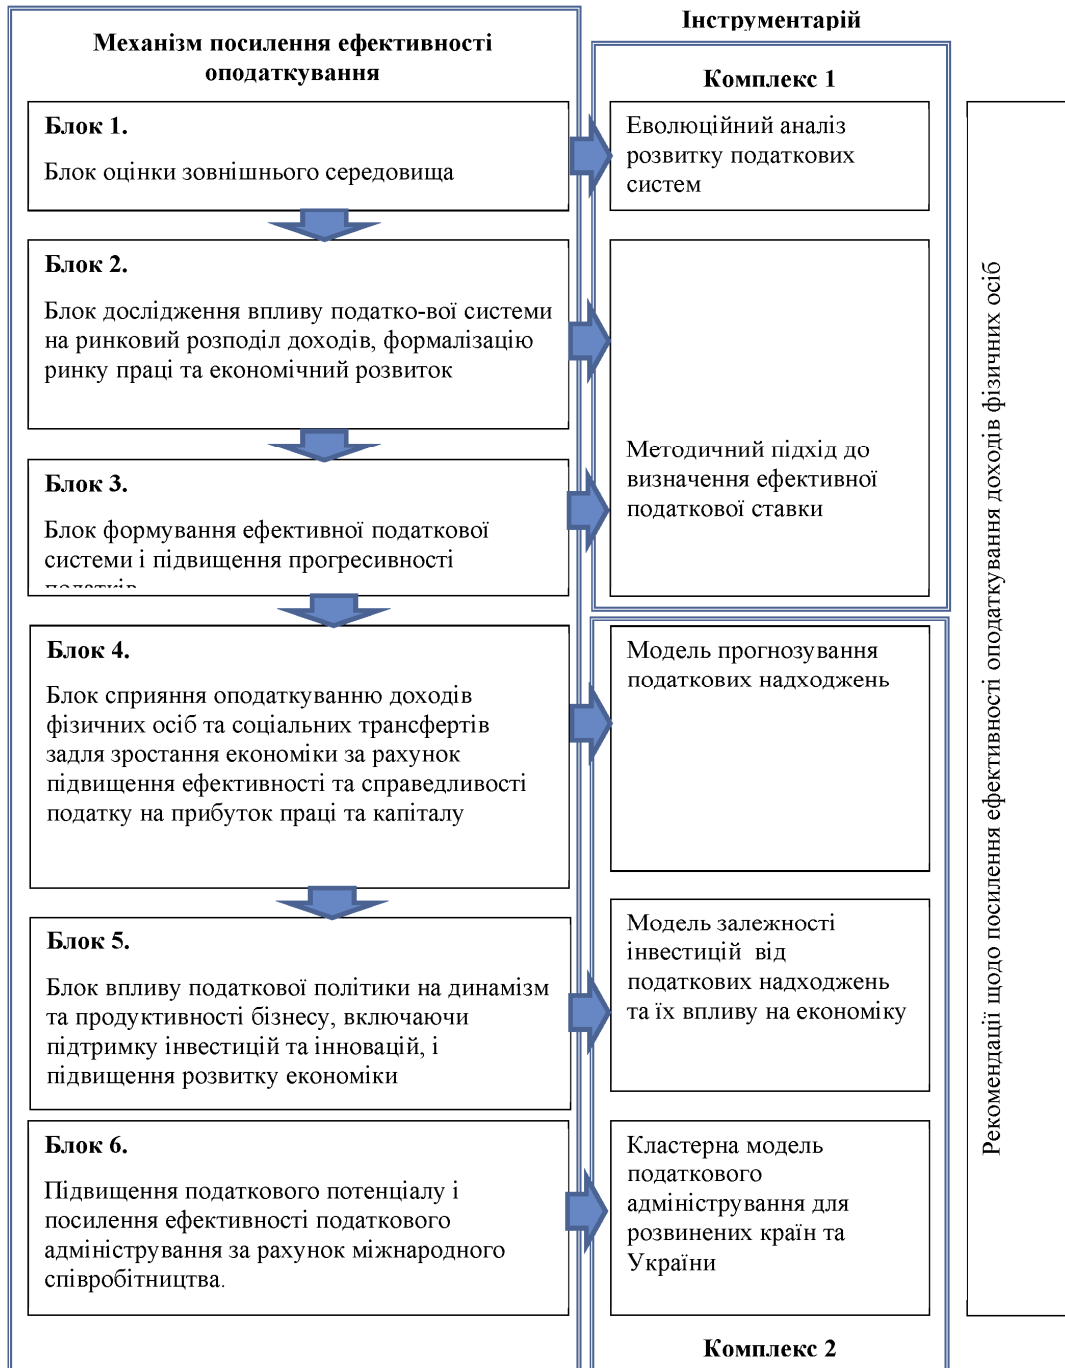 Механізм посилення ефективності
оподаткування
Інструментарій
Комплекс 1
Блок 1.
Блок оцінки зовнішнього середовища
Еволюційний аналіз
розвитку податкових
систем
Блок 2.
Блок дослідження впливу податко-вої системи
на ринковий розподіл доходів, формалізацію
ринку праці та економічний розвиток
Блок 3.
Блок формування ефективної податкової
системи і підвищення прогресивності
податків
Методичний підхід до
визначення ефективної
податкової ставки
Блок 4.
Блок сприяння оподаткуванню доходів
фізичних осіб та соціальних трансфертів
задля зростання економіки за рахунок
підвищення ефективності та справедливості
податку на прибуток праці та капіталу
Модель прогнозування
податкових надходжень
Блок 5.
Блок впливу податкової політики на динамізм
та продуктивності бізнесу, включаючи
підтримку інвестицій та інновацій, і
підвищення розвитку економіки
Модель залежності
інвестицій від
податкових надходжень
та їх впливу на економіку
Блок 6.
Підвищення податкового потенціалу і
посилення ефективності податкового
адміністрування за рахунок міжнародного
співробітництва.
Кластерна модель
податкового
адміністрування для
розвинених країн та
України
Комплекс 2
Рекомендації щодо посилення ефективності оподаткування доходів фізичних осіб